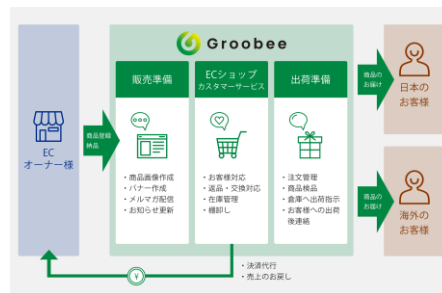 Groobee
販売準備
ECショップ
カスタマーサービス
出荷準備
・商品画像作成
・バナー作成
・メルマガ配信
・お知らせ更新
・お客様対応
・返品・交換対応
・在庫管理
・棚卸し
・注文管理
・商品検品
・倉庫へ出荷指示
・お客様への出荷
後連絡
EC
オーナー様
商品登録
納品
商品の
お届け
日本の
お客様
商品の
お届け
海外の
お客様
¥
・決済代行
・売上のお戻し